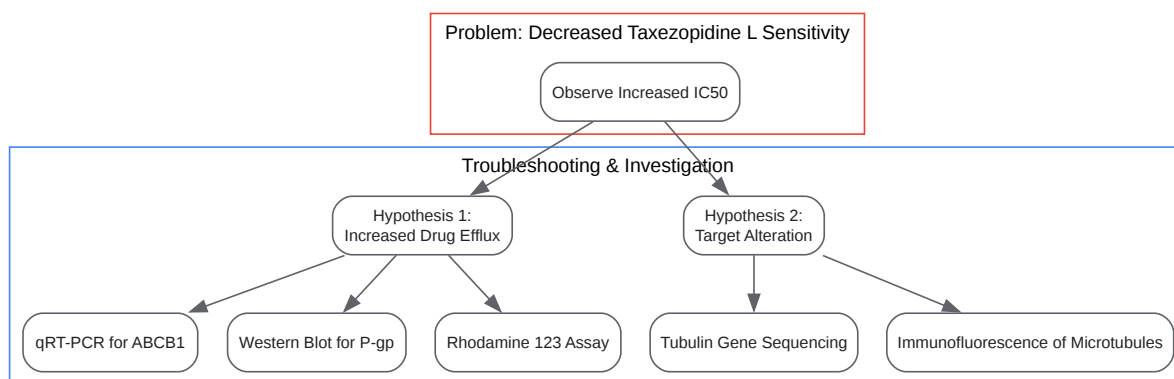 Problem: Decreased Taxezopidine L Sensitivity
Observe Increased IC50
Troubleshooting & Investigation
Hypothesis 1:
Increased Drug Efflux
Hypothesis 2:
Target Alteration
qRT-PCR for ABCB1
Western Blot for P-gp
Rhodamine 123 Assay
Tubulin Gene Sequencing
Immunofluorescence of Microtubules